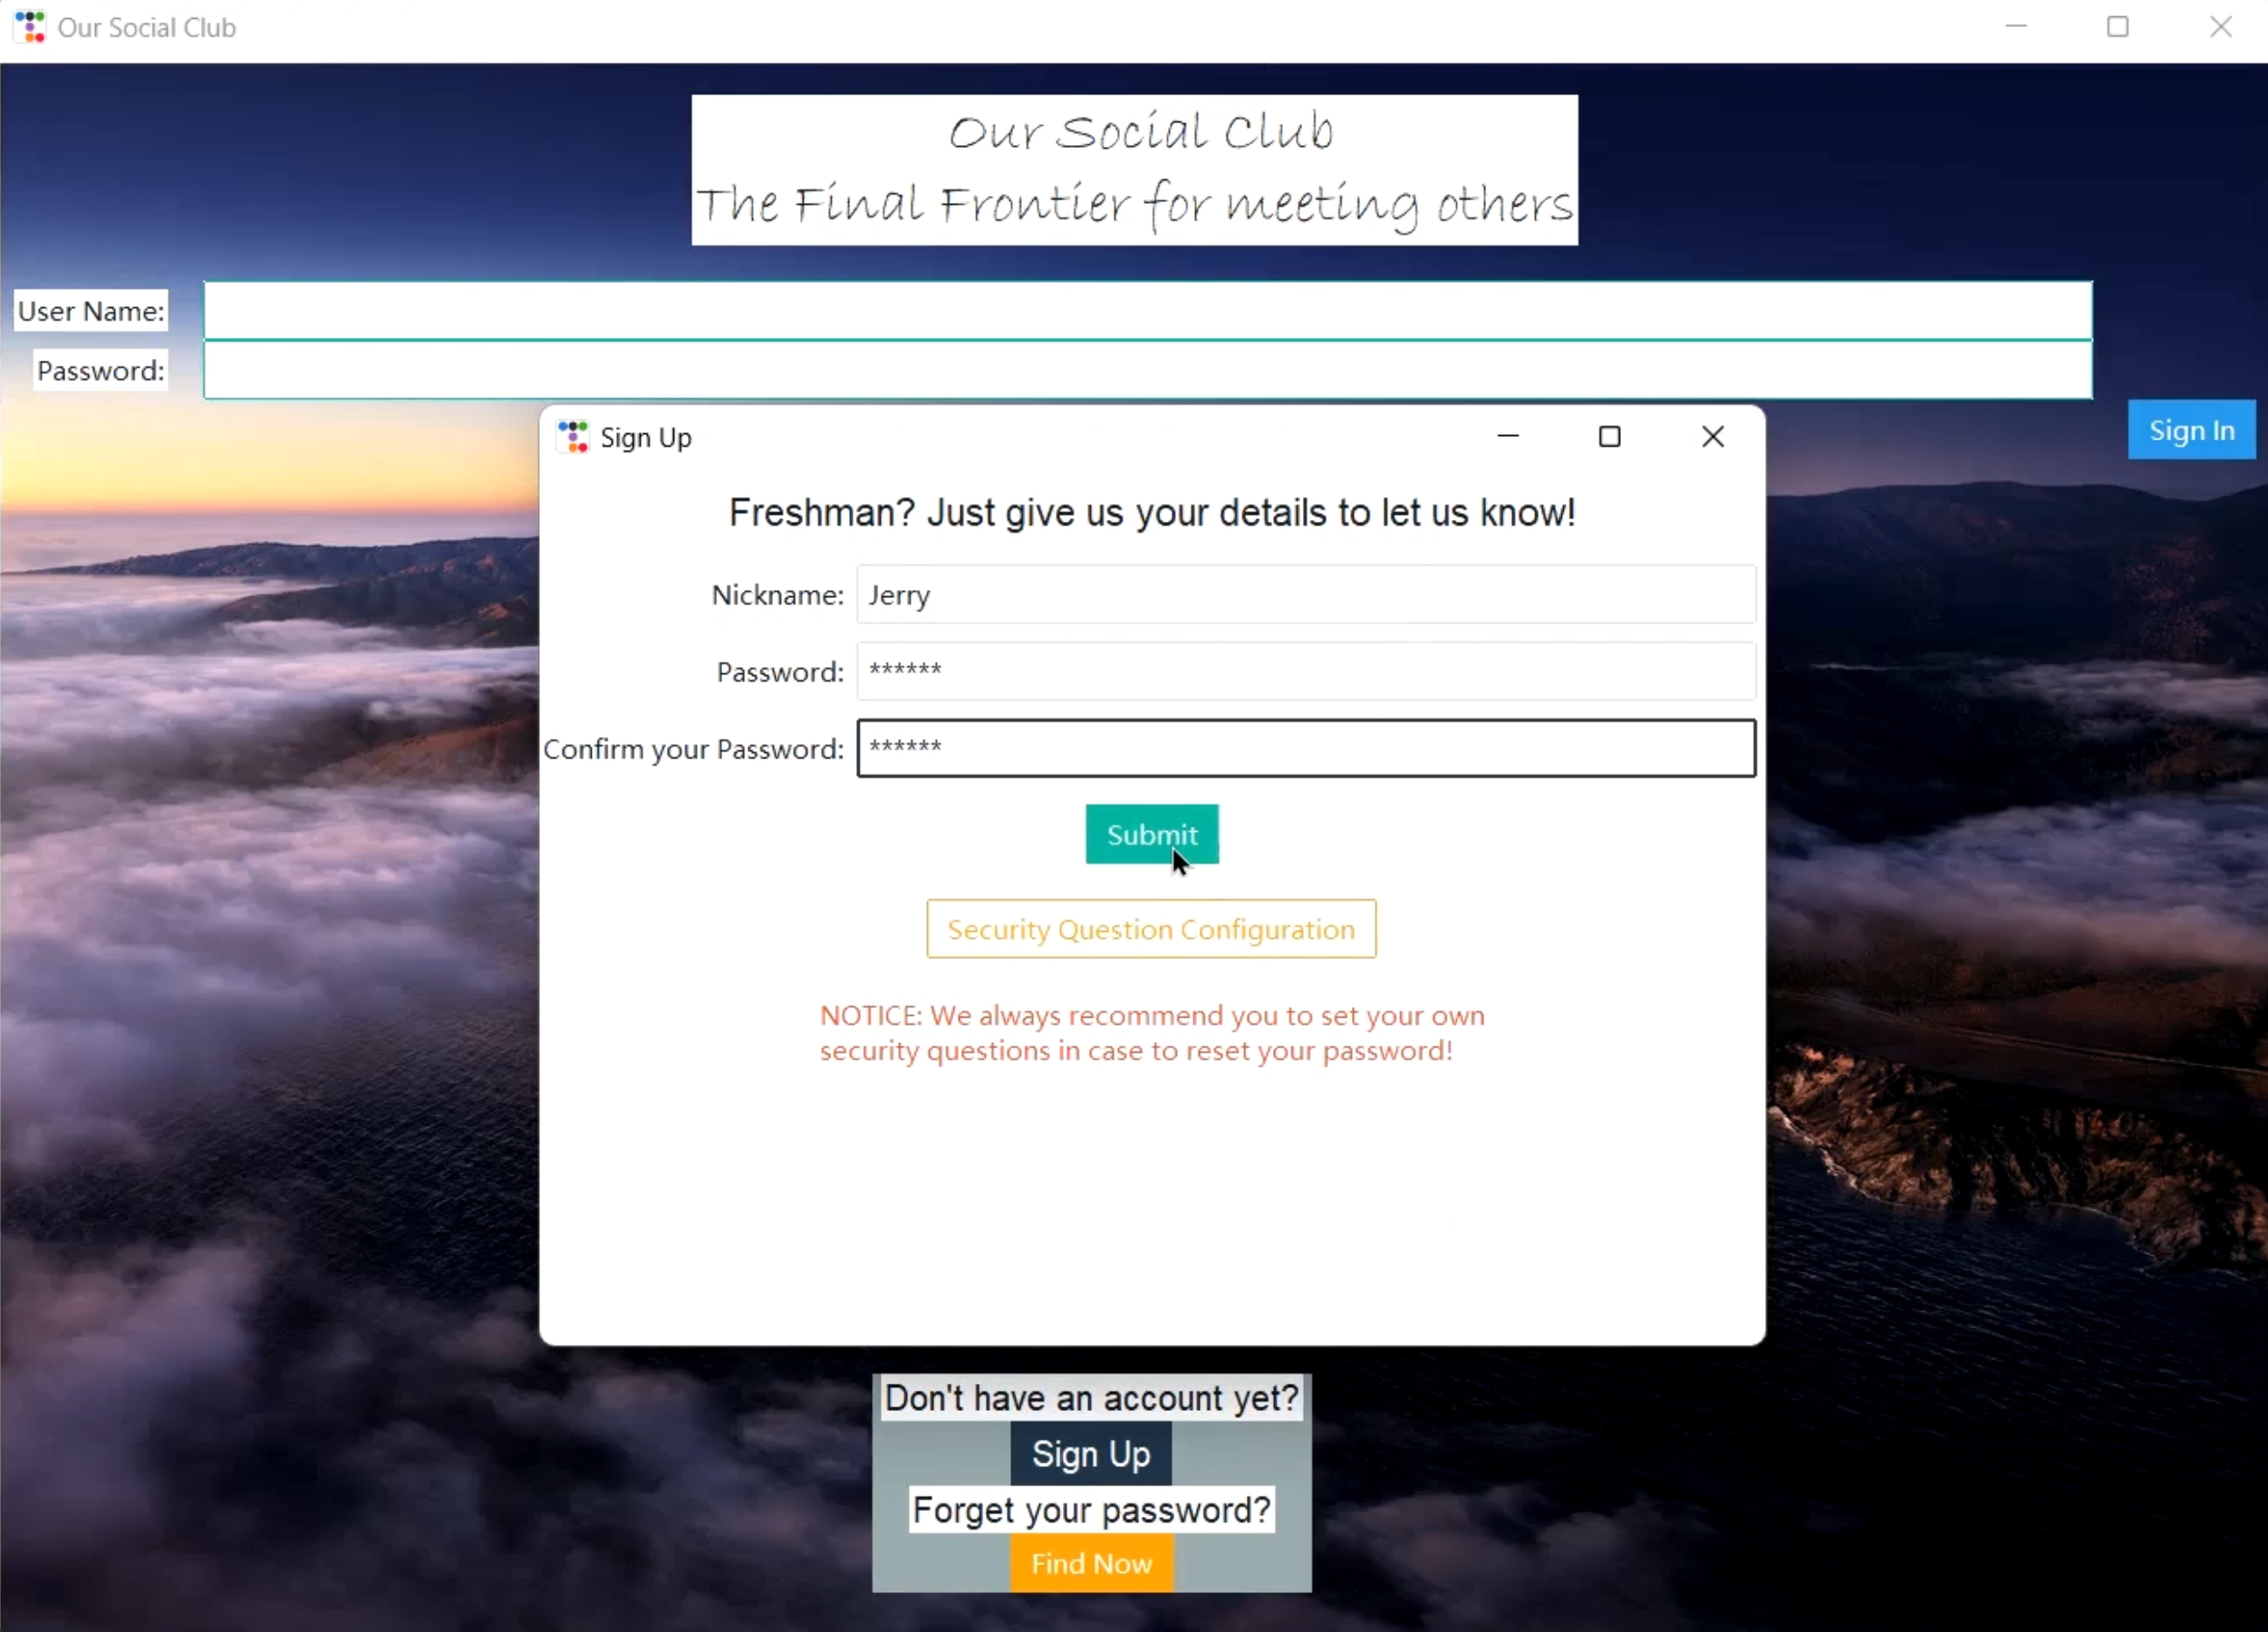 Our Social Club
Our Social Club
The Final Frontier for meeting others
User Name:
Password:
Sign In
Sign Up
Freshman? Just give us your details to let us know!
Nickname: Jerry
Password: ******
Confirm your Password: ******
Submit
Security Question Configuration
NOTICE: We always recommend you to set your own
security questions in case to reset your password!
Don't have an account yet?
Sign Up
Forget your password?
Find Now